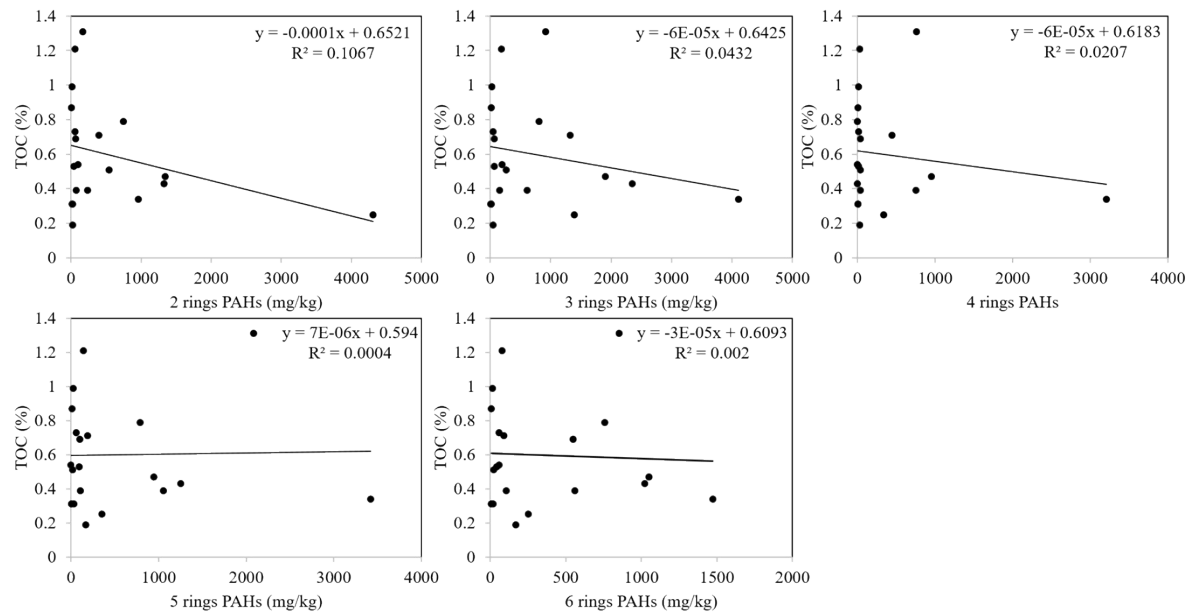 y = -0.0001x + 0.6521
R² = 0.1067
1.4
1.2
1
0.8
0.6
0.4
0.2
0
TOC (%)
0 1000 2000 3000 4000 5000
2 rings PAHs (mg/kg)
y = -6E-05x + 0.6425
R² = 0.0432
1.4
1.2
1
0.8
0.6
0.4
0.2
0
TOC (%)
0 1000 2000 3000 4000 5000
3 rings PAHs (mg/kg)
y = -6E-05x + 0.6183
R² = 0.0207
1.4
1.2
1
0.8
0.6
0.4
0.2
0
TOC (%)
0 1000 2000 3000 4000
4 rings PAHs
y = 7E-06x + 0.594
R² = 0.0004
1.4
1.2
1
0.8
0.6
0.4
0.2
0
TOC (%)
0 1000 2000 3000 4000
5 rings PAHs (mg/kg)
y = -3E-05x + 0.6093
R² = 0.002
1.4
1.2
1
0.8
0.6
0.4
0.2
0
TOC (%)
0 500 1000 1500 2000
6 rings PAHs (mg/kg)